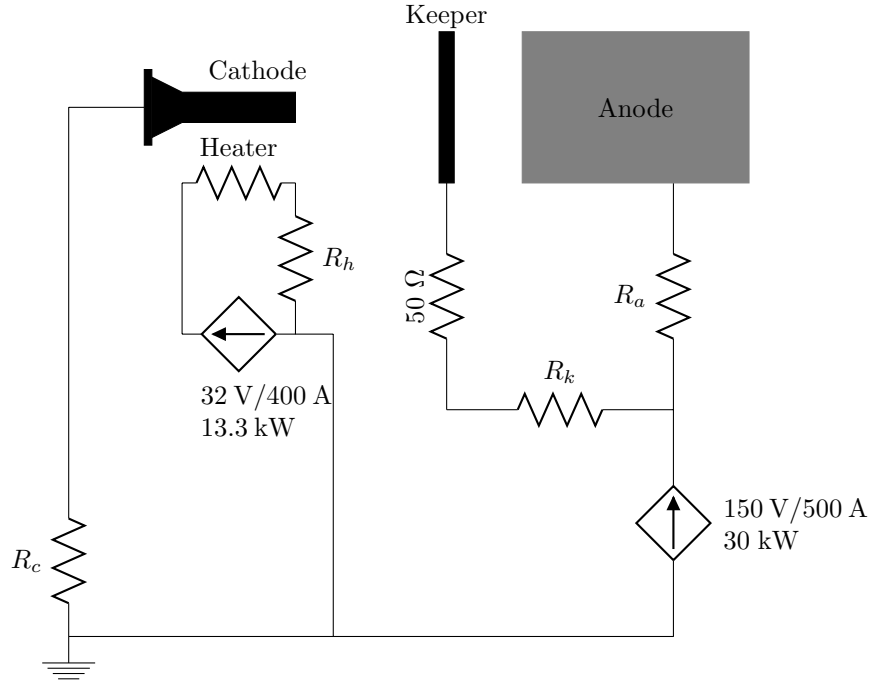 Keeper
Cathode
Anode
Heater
R_h
50 Ω
R_a
R_k
32 V/400 A
13.3 kW
150 V/500 A
30 kW
R_c